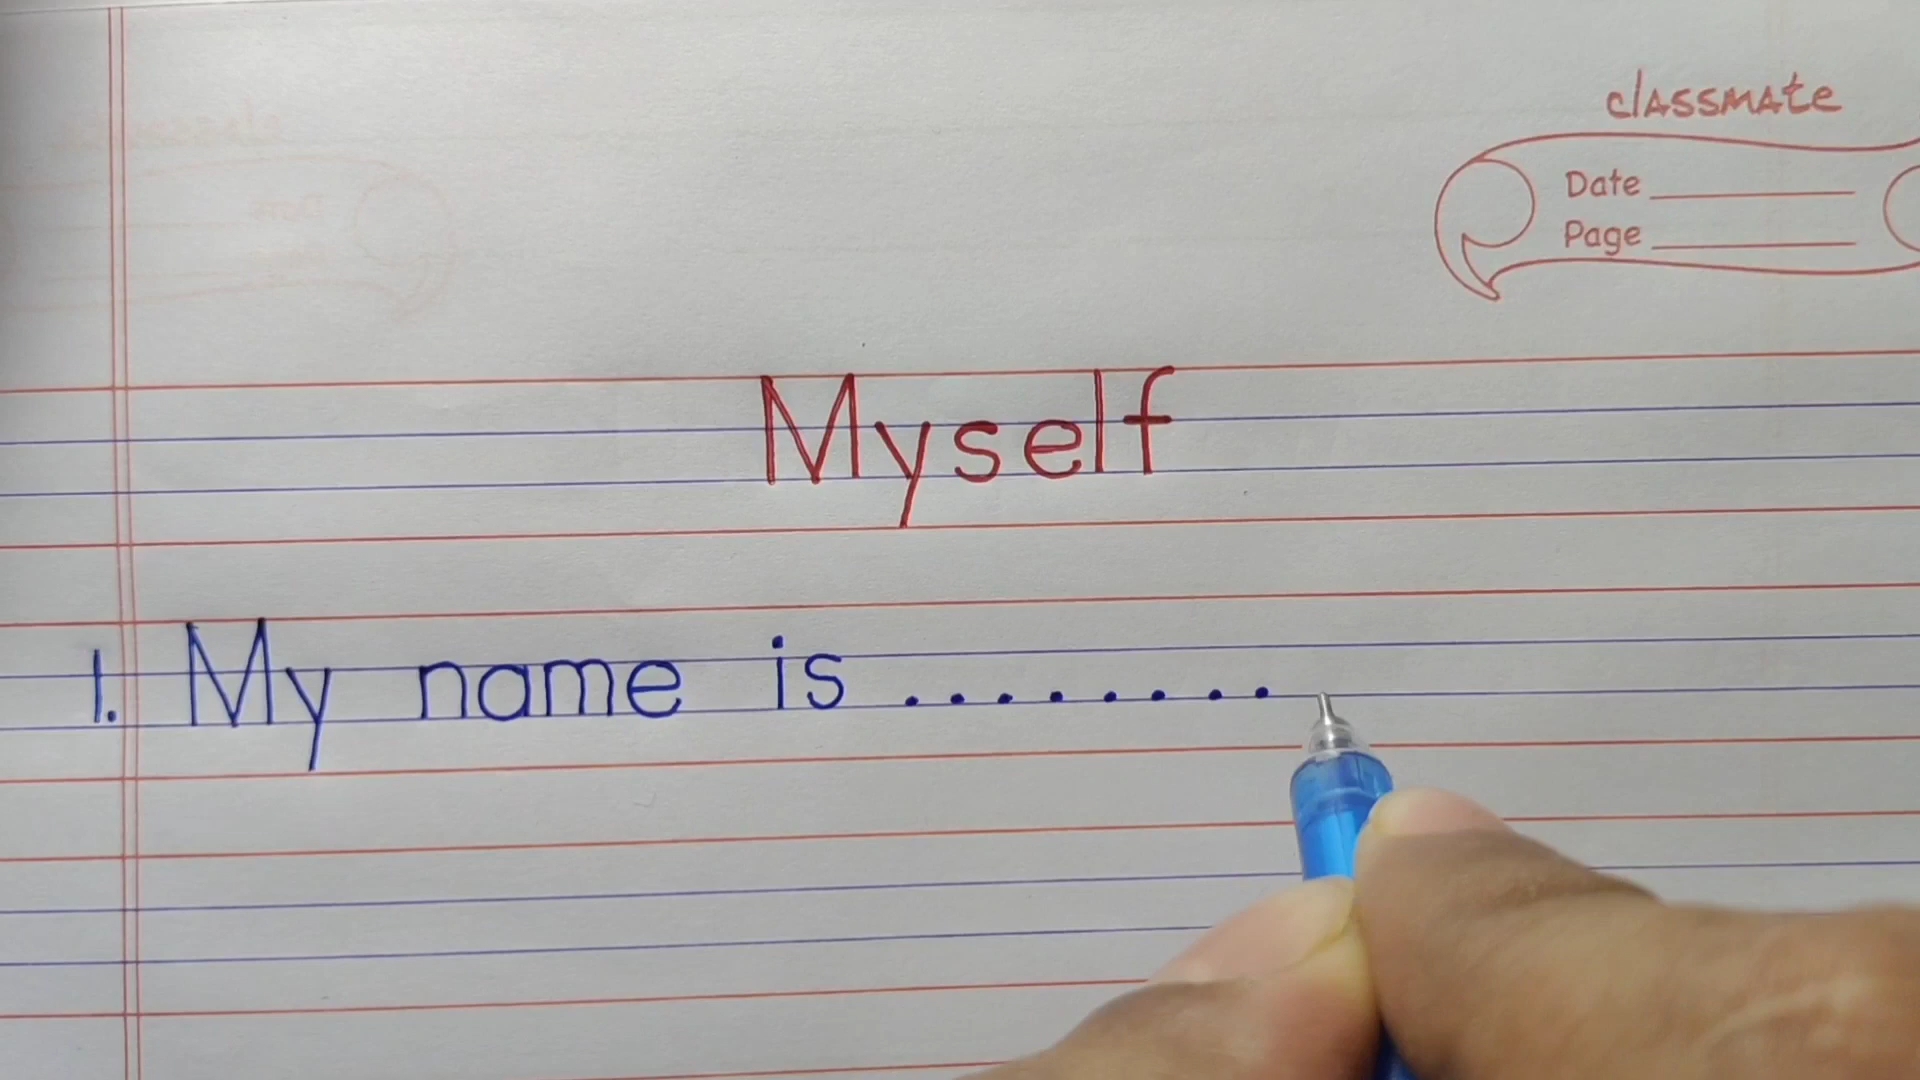 classmate
Date
Page
Myself
1. My name is ........